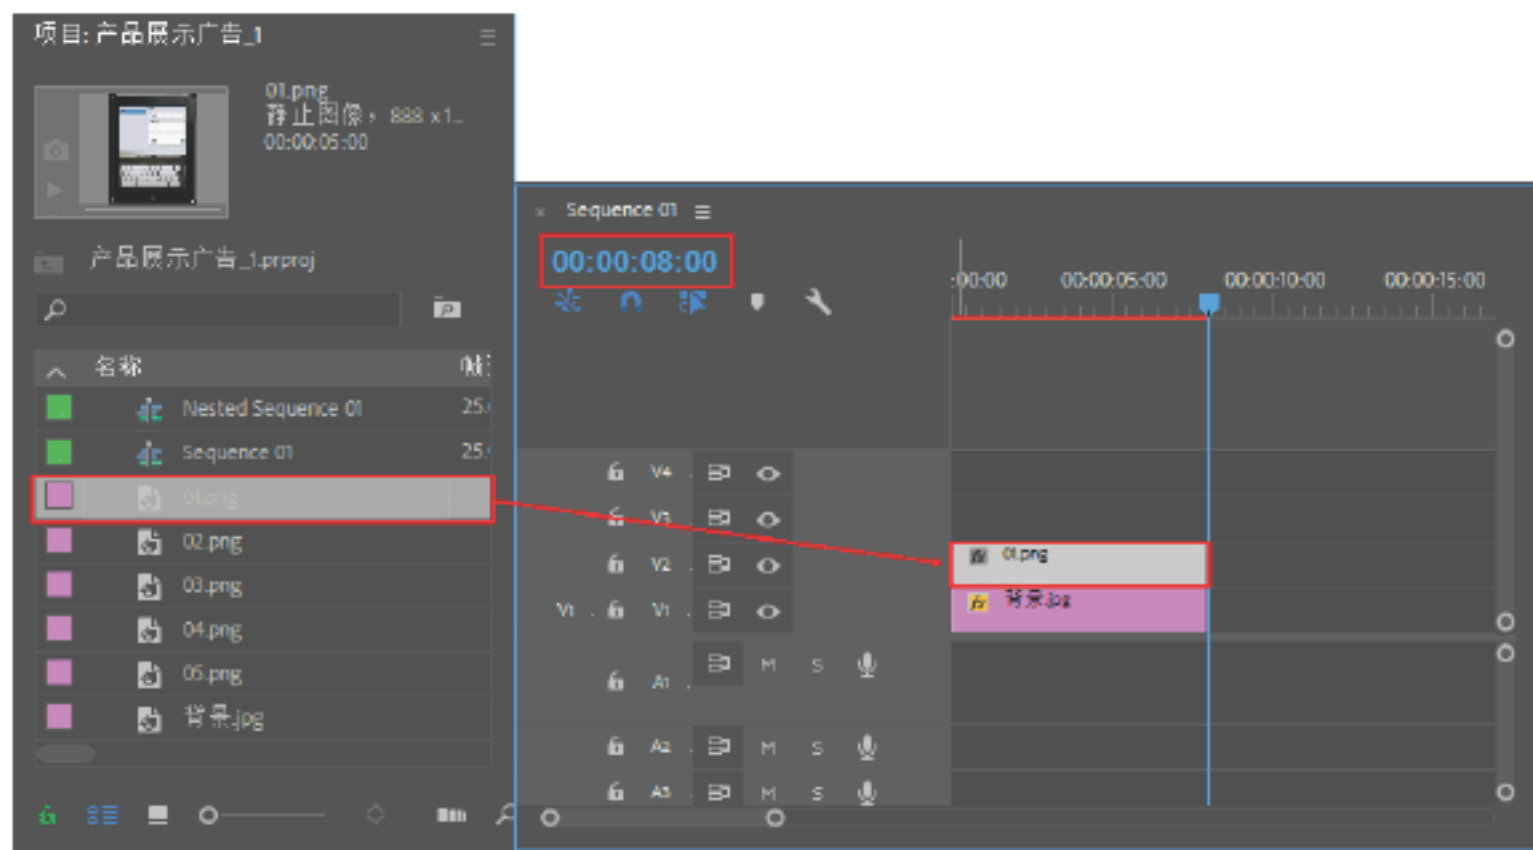 项目: 产品展示广告_1
01.png
静止图像, 888 x 1...
00:00:05:00
产品展示广告_1.prproj
名称
Nested Sequence 01
25.
Sequence 01
25.
01.png
02.png
03.png
04.png
05.png
背景.jpg
Sequence 01
00:00:08:00
:00:00 00:00:05:00 00:00:10:00 00:00:15:00
V4
V3
V2
01.png
V1 V1
背景.jpg
A1 M S
A2 M S
A3 M S